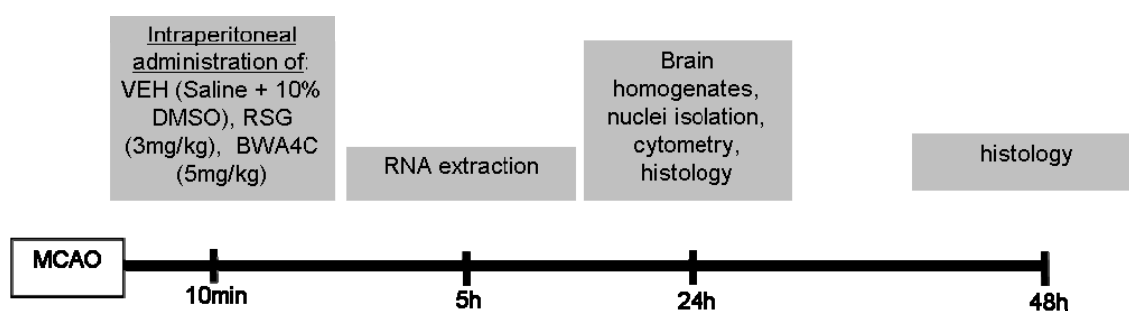 Intraperitoneal
administration of:
VEH (Saline + 10%
DMSO), RSG
(3mg/kg), BWA4C
(5mg/kg)
RNA extraction
Brain
homogenates,
nuclei isolation,
cytometry,
histology
histology
MCAO
10min
5h
24h
48h